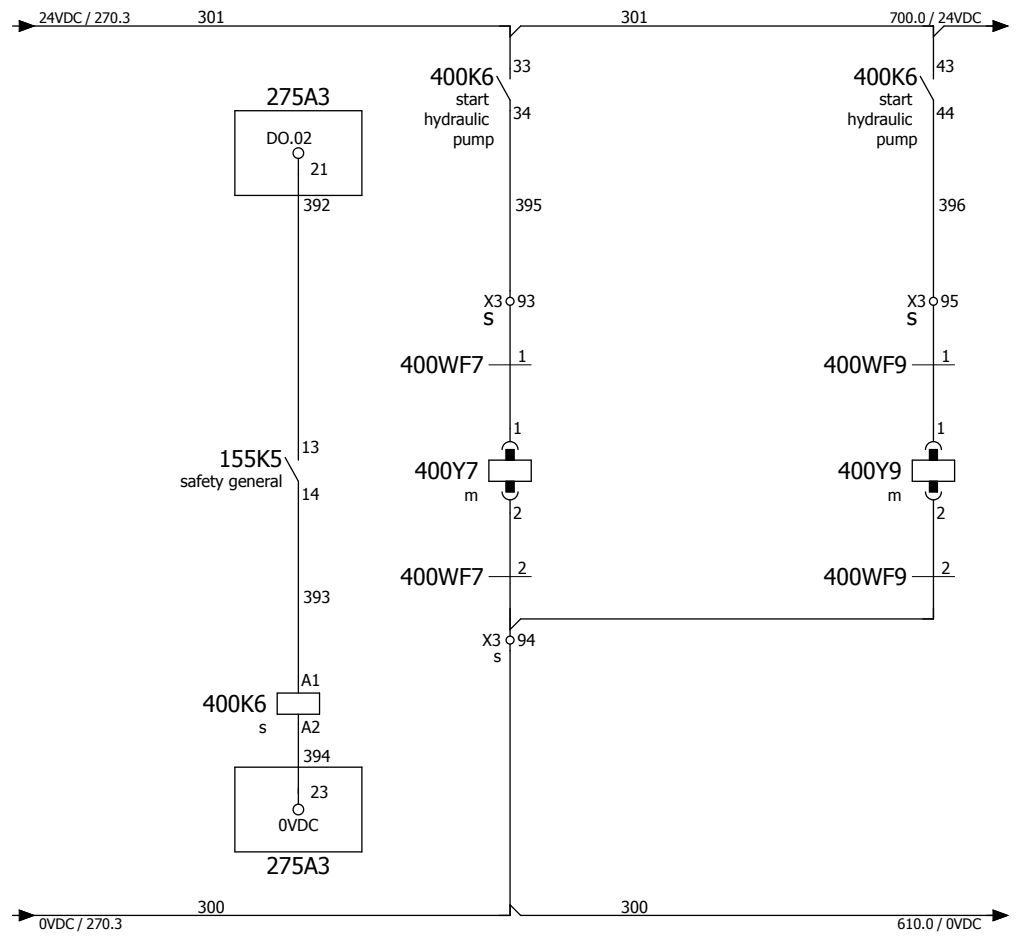 24VDC / 270.3
301
301
700.0 / 24VDC
275A3
DO.02
21
392
400K6
33
start
34
hydraulic
pump
395
400K6
43
start
44
hydraulic
pump
396
X3 93
S
X3 95
S
400WF7 1
400WF9 1
155K5 13
safety general
14
1
400Y7
m
2
1
400Y9
m
2
400WF7 2
400WF9 2
393
X3 94
s
A1
400K6
s A2
394
23
0VDC
275A3
300
300
0VDC / 270.3
610.0 / 0VDC